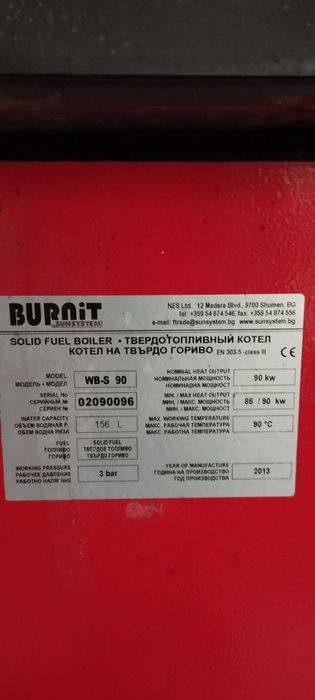 BURNiT
by SUNSYSTEM
NES Ltd. 12 Madara Blvd., 9700 Shumen, BG
tel: +359 54 874 546, fax: +359 54 874 556
e-mail: ftrade@sunsystem.bg www.sunsystem.bg
SOLID FUEL BOILER • ТВЕРДОТОПЛИВНЫЙ КОТЕЛ
КОТЕЛ НА ТВЪРДО ГОРИВО EN 303-5 -class III CE
MODEL
МОДЕЛЬ • МОДЕЛ
WB-S 90
NOMINAL HEAT OUTPUT
НОМИНАЛЬНАЯ МОЩНОСТЬ
НОМИНАДНА МОЩНОСТ
90 kw
SERIAL No
СЕРИЙНЫЙ №
СЕРИЕН №
02090096
MIN. / MAX HEAT OUTPUT
МИН. / МАКС. МОЩНОСТЬ
МИН. / МАКС. МОЩНОСТ
85 / 90 kw
WATER CAPACITY
ОБЪЕМ ВОДЯНАЯ Р.
ОБЕМ ВОДНА РИЗА
156 L
MAX. WORKING TEMPERATURE
МАКС. РАБОЧАЯ ТЕМПЕРАТУРА
МАКС. РАБОТНА ТЕМПЕРАТУРА
90 °C
FUEL
ТОПЛИВО
ГОРИВО
SOLID FUEL
ТВЕРДОЕ ТОПЛИВО
ТВЪРДО ГОРИВО
WORKING PRESSURE
РАБОЧЕЕ ДАВЛЕНИЕ
РАБОТНО НАЛЯГАНЕ
3 bar
YEAR OF MANUFACTURE
ГОДИНА НА ПРОИЗВОДСТВО
ГОД ПРОИЗВОДСТВА
2013